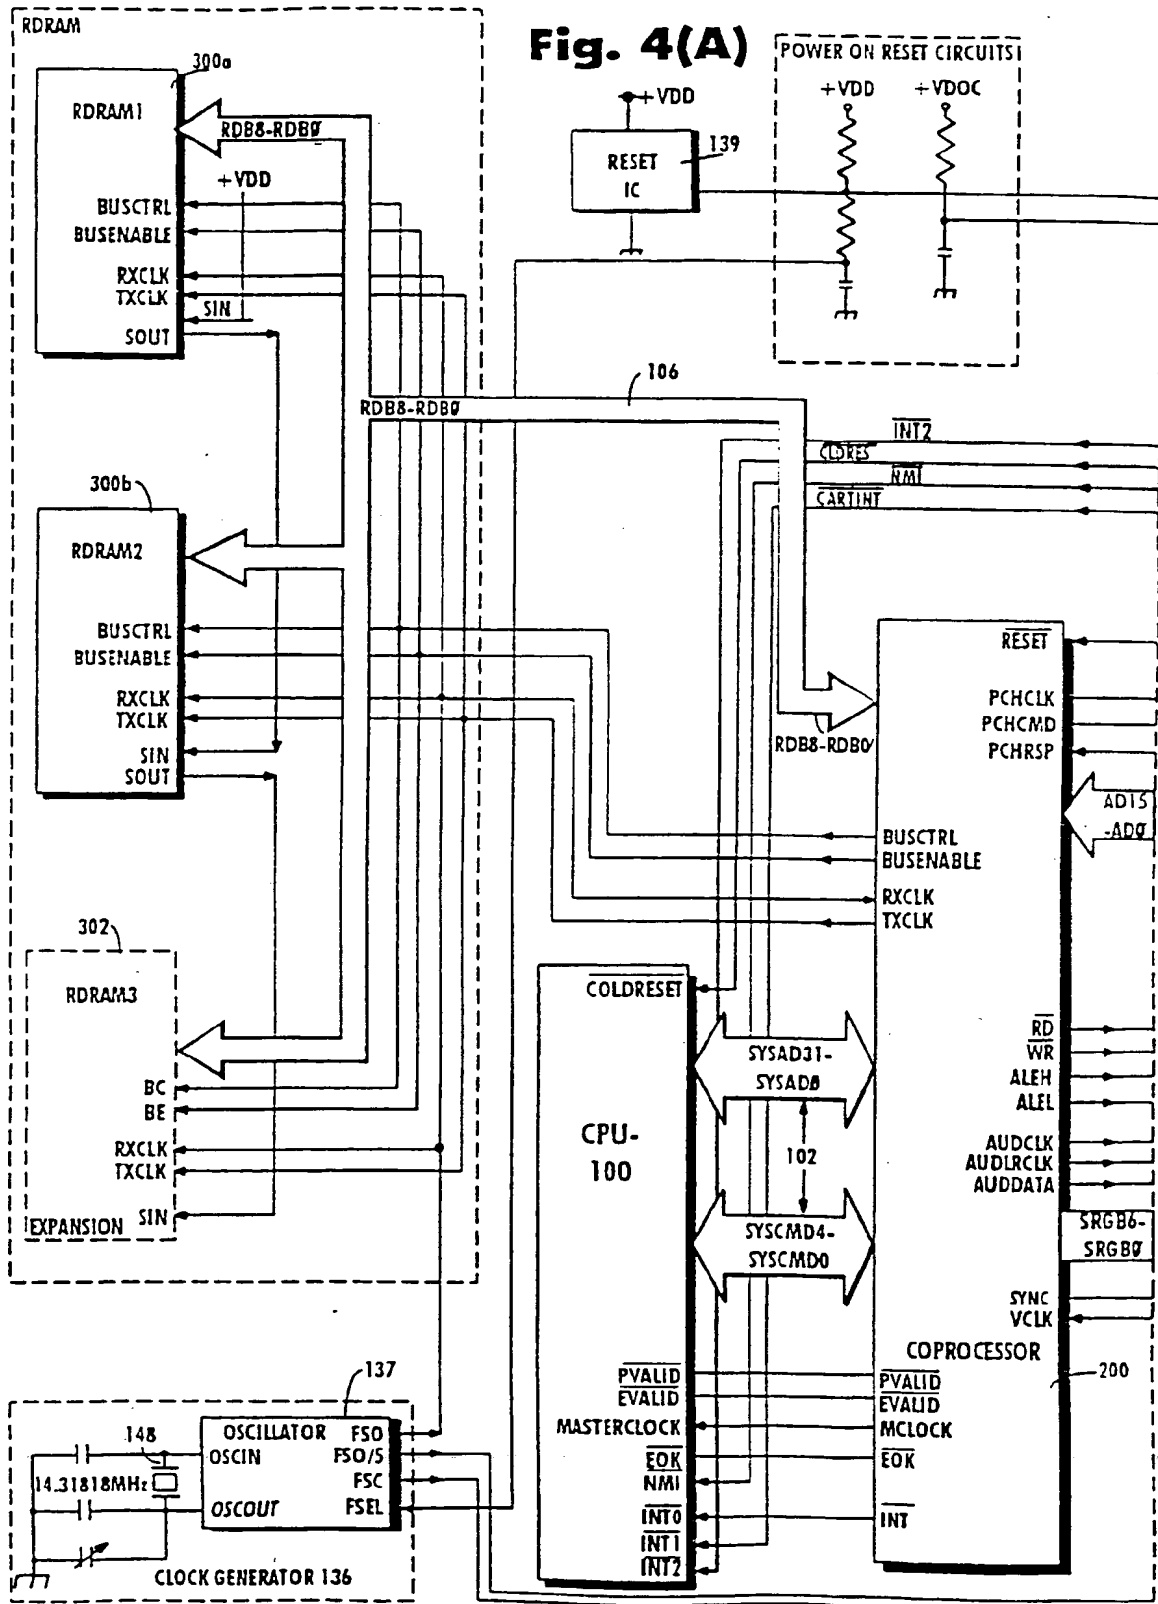 RDRAM
Fig. 4(A)
300a
RDRAM1
RDB8-RDB0
+VDD
BUSCTRL
BUSENABLE
RXCLK
TXCLK
SIN
SOUT
+VDD
RESET
IC
139
POWER ON RESET CIRCUITS
+VDD
+VDOC
106
RDB8-RDB0
INT2
CLDRES
NMI
CARTINT
300b
RDRAM2
BUSCTRL
BUSENABLE
RXCLK
TXCLK
SIN
SOUT
RDB8-RDB0
RESET
PCHCLK
PCHCMD
PCHRSP
AD15
-AD0
BUSCTRL
BUSENABLE
RXCLK
TXCLK
302
RDRAM3
BC
BE
RXCLK
TXCLK
SIN
EXPANSION
COLDRESET
SYSAD31-
SYSAD0
CPU-
100
102
SYSCMD4-
SYSCMD0
RD
WR
ALEH
ALEL
AUDCLK
AUDLRCLK
AUDDATA
SRGB6-
SRGB0
SYNC
VCLK
COPROCESSOR
200
PVALID
EVALID
MASTERCLOCK
EOK
NMI
INT0
INT1
INT2
PVALID
EVALID
MCLOCK
EOK
INT
137
148
14.31818MHz
OSCILLATOR
OSCIN
OSCOUT
FSO
FSO/5
FSC
FSEL
CLOCK GENERATOR 136